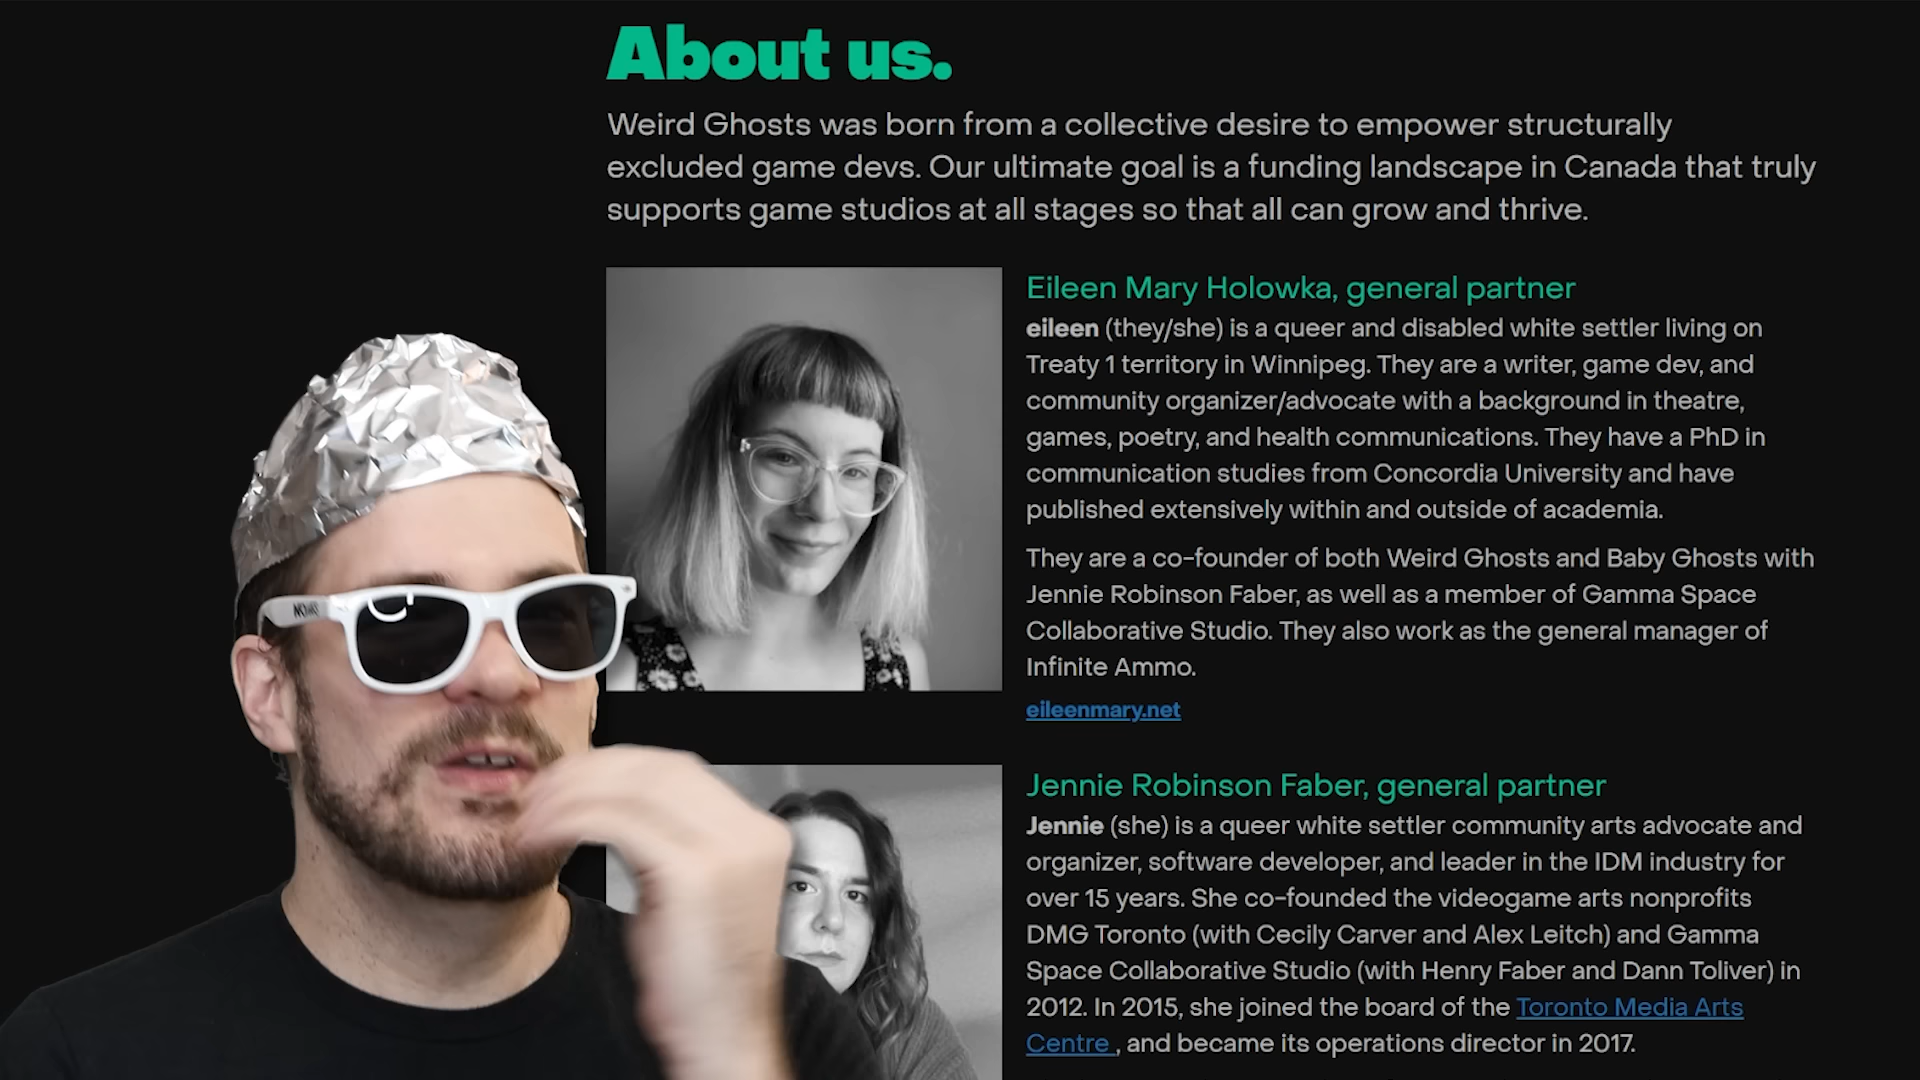 About us.
Weird Ghosts was born from a collective desire to empower structurally
excluded game devs. Our ultimate goal is a funding landscape in Canada that truly
supports game studios at all stages so that all can grow and thrive.
Eileen Mary Holowka, general partner
eileen (they/she) is a queer and disabled white settler living on
Treaty 1 territory in Winnipeg. They are a writer, game dev, and
community organizer/advocate with a background in theatre,
games, poetry, and health communications. They have a PhD in
communication studies from Concordia University and have
published extensively within and outside of academia.
They are a co-founder of both Weird Ghosts and Baby Ghosts with
Jennie Robinson Faber, as well as a member of Gamma Space
Collaborative Studio. They also work as the general manager of
Infinite Ammo.
eileenmary.net
Jennie Robinson Faber, general partner
Jennie (she) is a queer white settler community arts advocate and
organizer, software developer, and leader in the IDM industry for
over 15 years. She co-founded the videogame arts nonprofits
DMG Toronto (with Cecily Carver and Alex Leitch) and Gamma
Space Collaborative Studio (with Henry Faber and Dann Toliver) in
2012. In 2015, she joined the board of the Toronto Media Arts
Centre , and became its operations director in 2017.